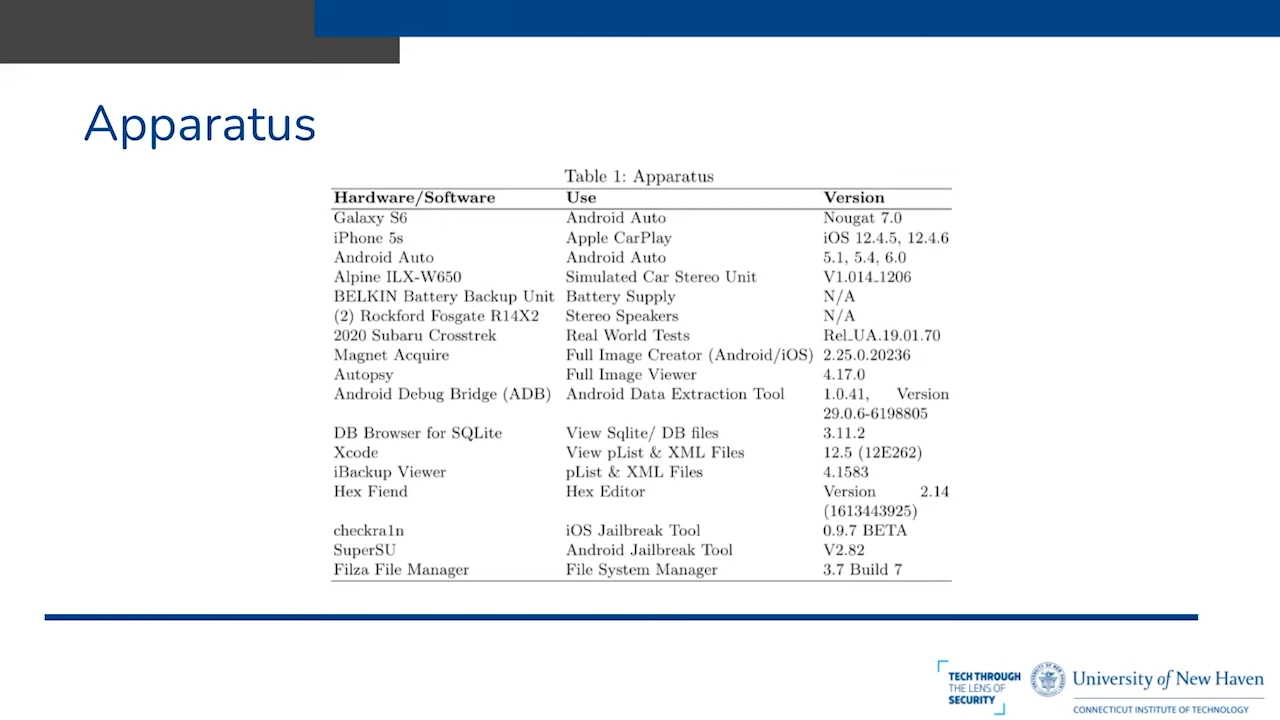 Apparatus
Table 1: Apparatus
Hardware/Software Use Version
Galaxy S6 Android Auto Nougat 7.0
iPhone 5s Apple CarPlay iOS 12.4.5, 12.4.6
Android Auto Android Auto 5.1, 5.4, 6.0
Alpine ILX-W650 Simulated Car Stereo Unit V1.014_1206
BELKIN Battery Backup Unit Battery Supply N/A
(2) Rockford Fosgate R14X2 Stereo Speakers N/A
2020 Subaru Crosstrek Real World Tests Rel_UA.19.01.70
Magnet Acquire Full Image Creator (Android/iOS) 2.25.0.20236
Autopsy Full Image Viewer 4.17.0
Android Debug Bridge (ADB) Android Data Extraction Tool 1.0.41, Version
29.0.6-6198805
DB Browser for SQLite View Sqlite/ DB files 3.11.2
Xcode View pList & XML Files 12.5 (12E262)
iBackup Viewer pList & XML Files 4.1583
Hex Fiend Hex Editor Version 2.14
(1613443925)
checkra1n iOS Jailbreak Tool 0.9.7 BETA
SuperSU Android Jailbreak Tool V2.82
Filza File Manager File System Manager 3.7 Build 7
TECH THROUGH
THE LENS OF
SECURITY
University of New Haven
CONNECTICUT INSTITUTE OF TECHNOLOGY